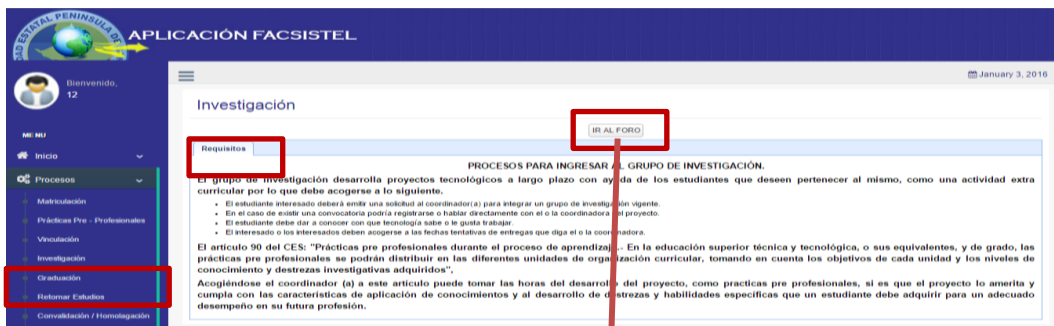 AD ESTATAL PENINSULA DE
APLICACIÓN FACSISTEL
Bienvenido,
12
January 3, 2016
Investigación
MENU
IR AL FORO
Inicio
Requisitos
Procesos
PROCESOS PARA INGRESAR AL GRUPO DE INVESTIGACIÓN.
El grupo de investigación desarrolla proyectos tecnológicos a largo plazo con ayuda de los estudiantes que deseen pertenecer al mismo, como una actividad extra
curricular por lo que debe acogerse a lo siguiente.
El estudiante interesado deberá emitir una solicitud al coordinador(a) para integrar un grupo de investigación vigente.
En el caso de existir una convocatoria podría registrarse o hablar directamente con el o la coordinadora del proyecto.
El estudiante debe dar a conocer con que tecnología sabe o le gusta trabajar.
El interesado o los interesados deben acogerse a las fechas tentativas de entregas que diga el o la coordinadora.
El artículo 90 del CES: "Prácticas pre profesionales durante el proceso de aprendizaje.- En la educación superior técnica y tecnológica, o sus equivalentes, y de grado, las
prácticas pre profesionales se podrán distribuir en las diferentes unidades de organización curricular, tomando en cuenta los objetivos de cada unidad y los niveles de
conocimiento y destrezas investigativas adquiridos",
Acogiéndose el coordinador (a) a este artículo puede tomar las horas del desarrollo del proyecto, como practicas pre profesionales, si es que el proyecto lo amerita y
cumpla con las características de aplicación de conocimientos y al desarrollo de destrezas y habilidades específicas que un estudiante debe adquirir para un adecuado
desempeño en su futura profesión.
Matriculación
Prácticas Pre - Profesionales
Vinculación
Investigación
Graduación
Retomar Estudios
Convalidación / Homologación